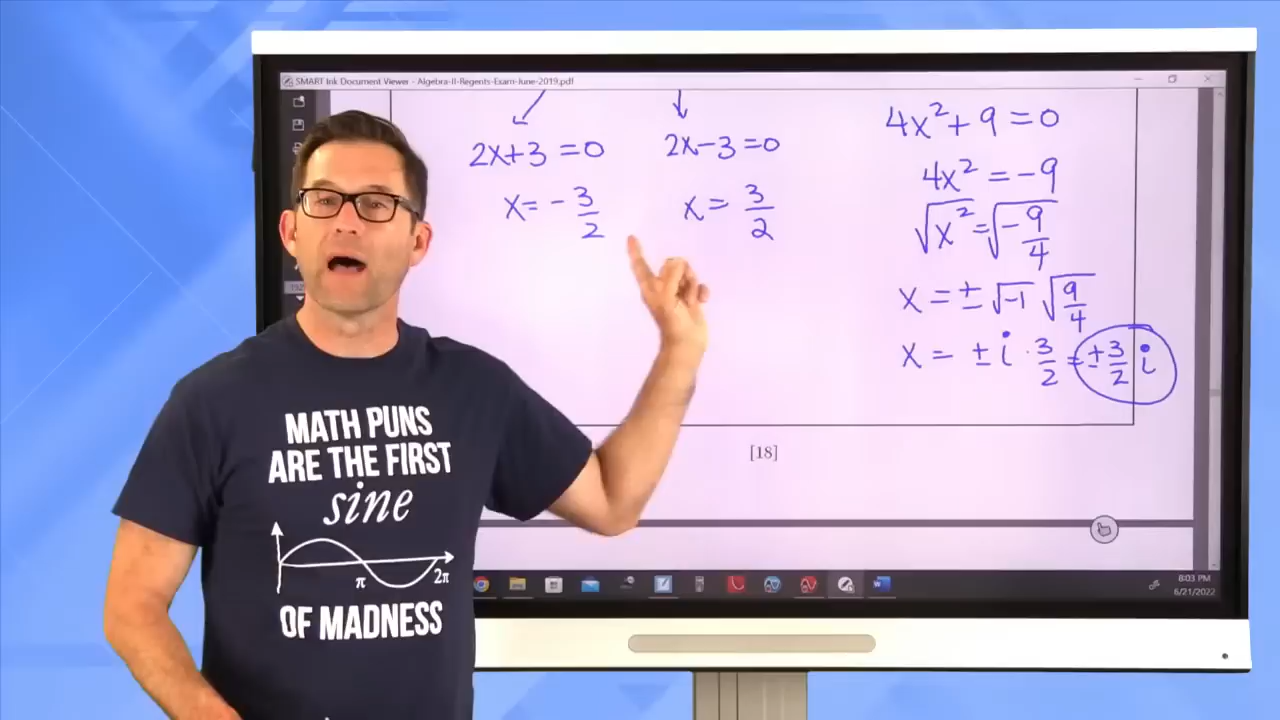 SMART Ink Document Viewer - Algebra-II-Regents-Exam-June-2019.pdf
2x+3=0
2x-3=0
x=-3/2
x=3/2
4x²+9=0
4x²=-9
√x²=√-9/4
x=±√-1 √9/4
x=±i·3/2=±3/2 i
[18]
MATH PUNS
ARE THE FIRST
sine
π
2π
OF MADNESS
8:03 PM
6/21/2022